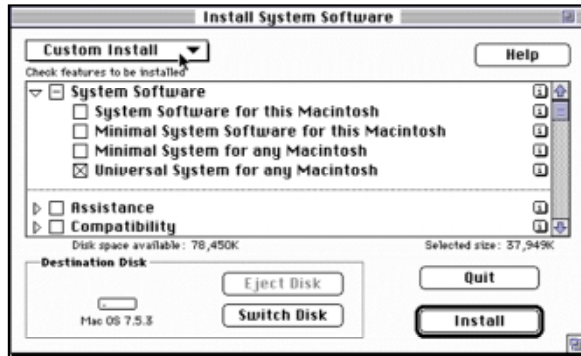 Install System Software
Custom Install
Help
Check features to be installed
System Software
System Software for this Macintosh
Minimal System Software for this Macintosh
Minimal System for any Macintosh
Universal System for any Macintosh
Assistance
Compatibility
Disk space available: 78,450K Selected size: 37,949K
Destination Disk
Eject Disk
Quit
Mac OS 7.5.3
Switch Disk
Install